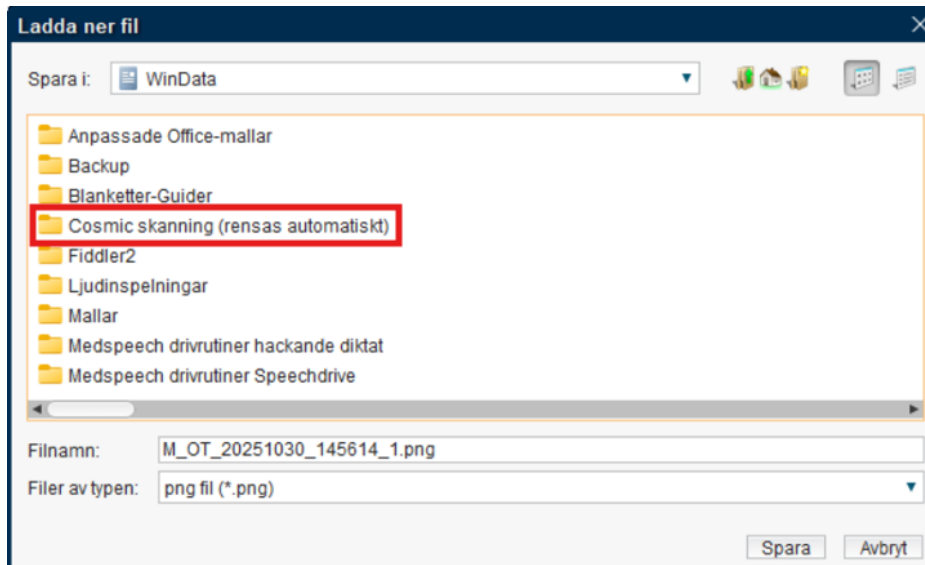 Ladda ner fil
Spara i: WinData
Anpassade Office-mallar
Backup
Blanketter-Guider
Cosmic skanning (rensas automatiskt)
Fiddler2
Ljudinspelningar
Mallar
Medspeech drivrutiner hackande diktat
Medspeech drivrutiner Speechdrive
Filnamn: M_OT_20251030_145614_1.png
Filer av typen: png fil (*.png)
Spara Avbryt